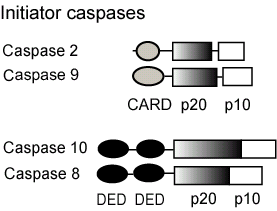 Initiator caspases
Caspase 2
Caspase 9
CARD p20 p10
Caspase 10
Caspase 8
DED DED p20 p10